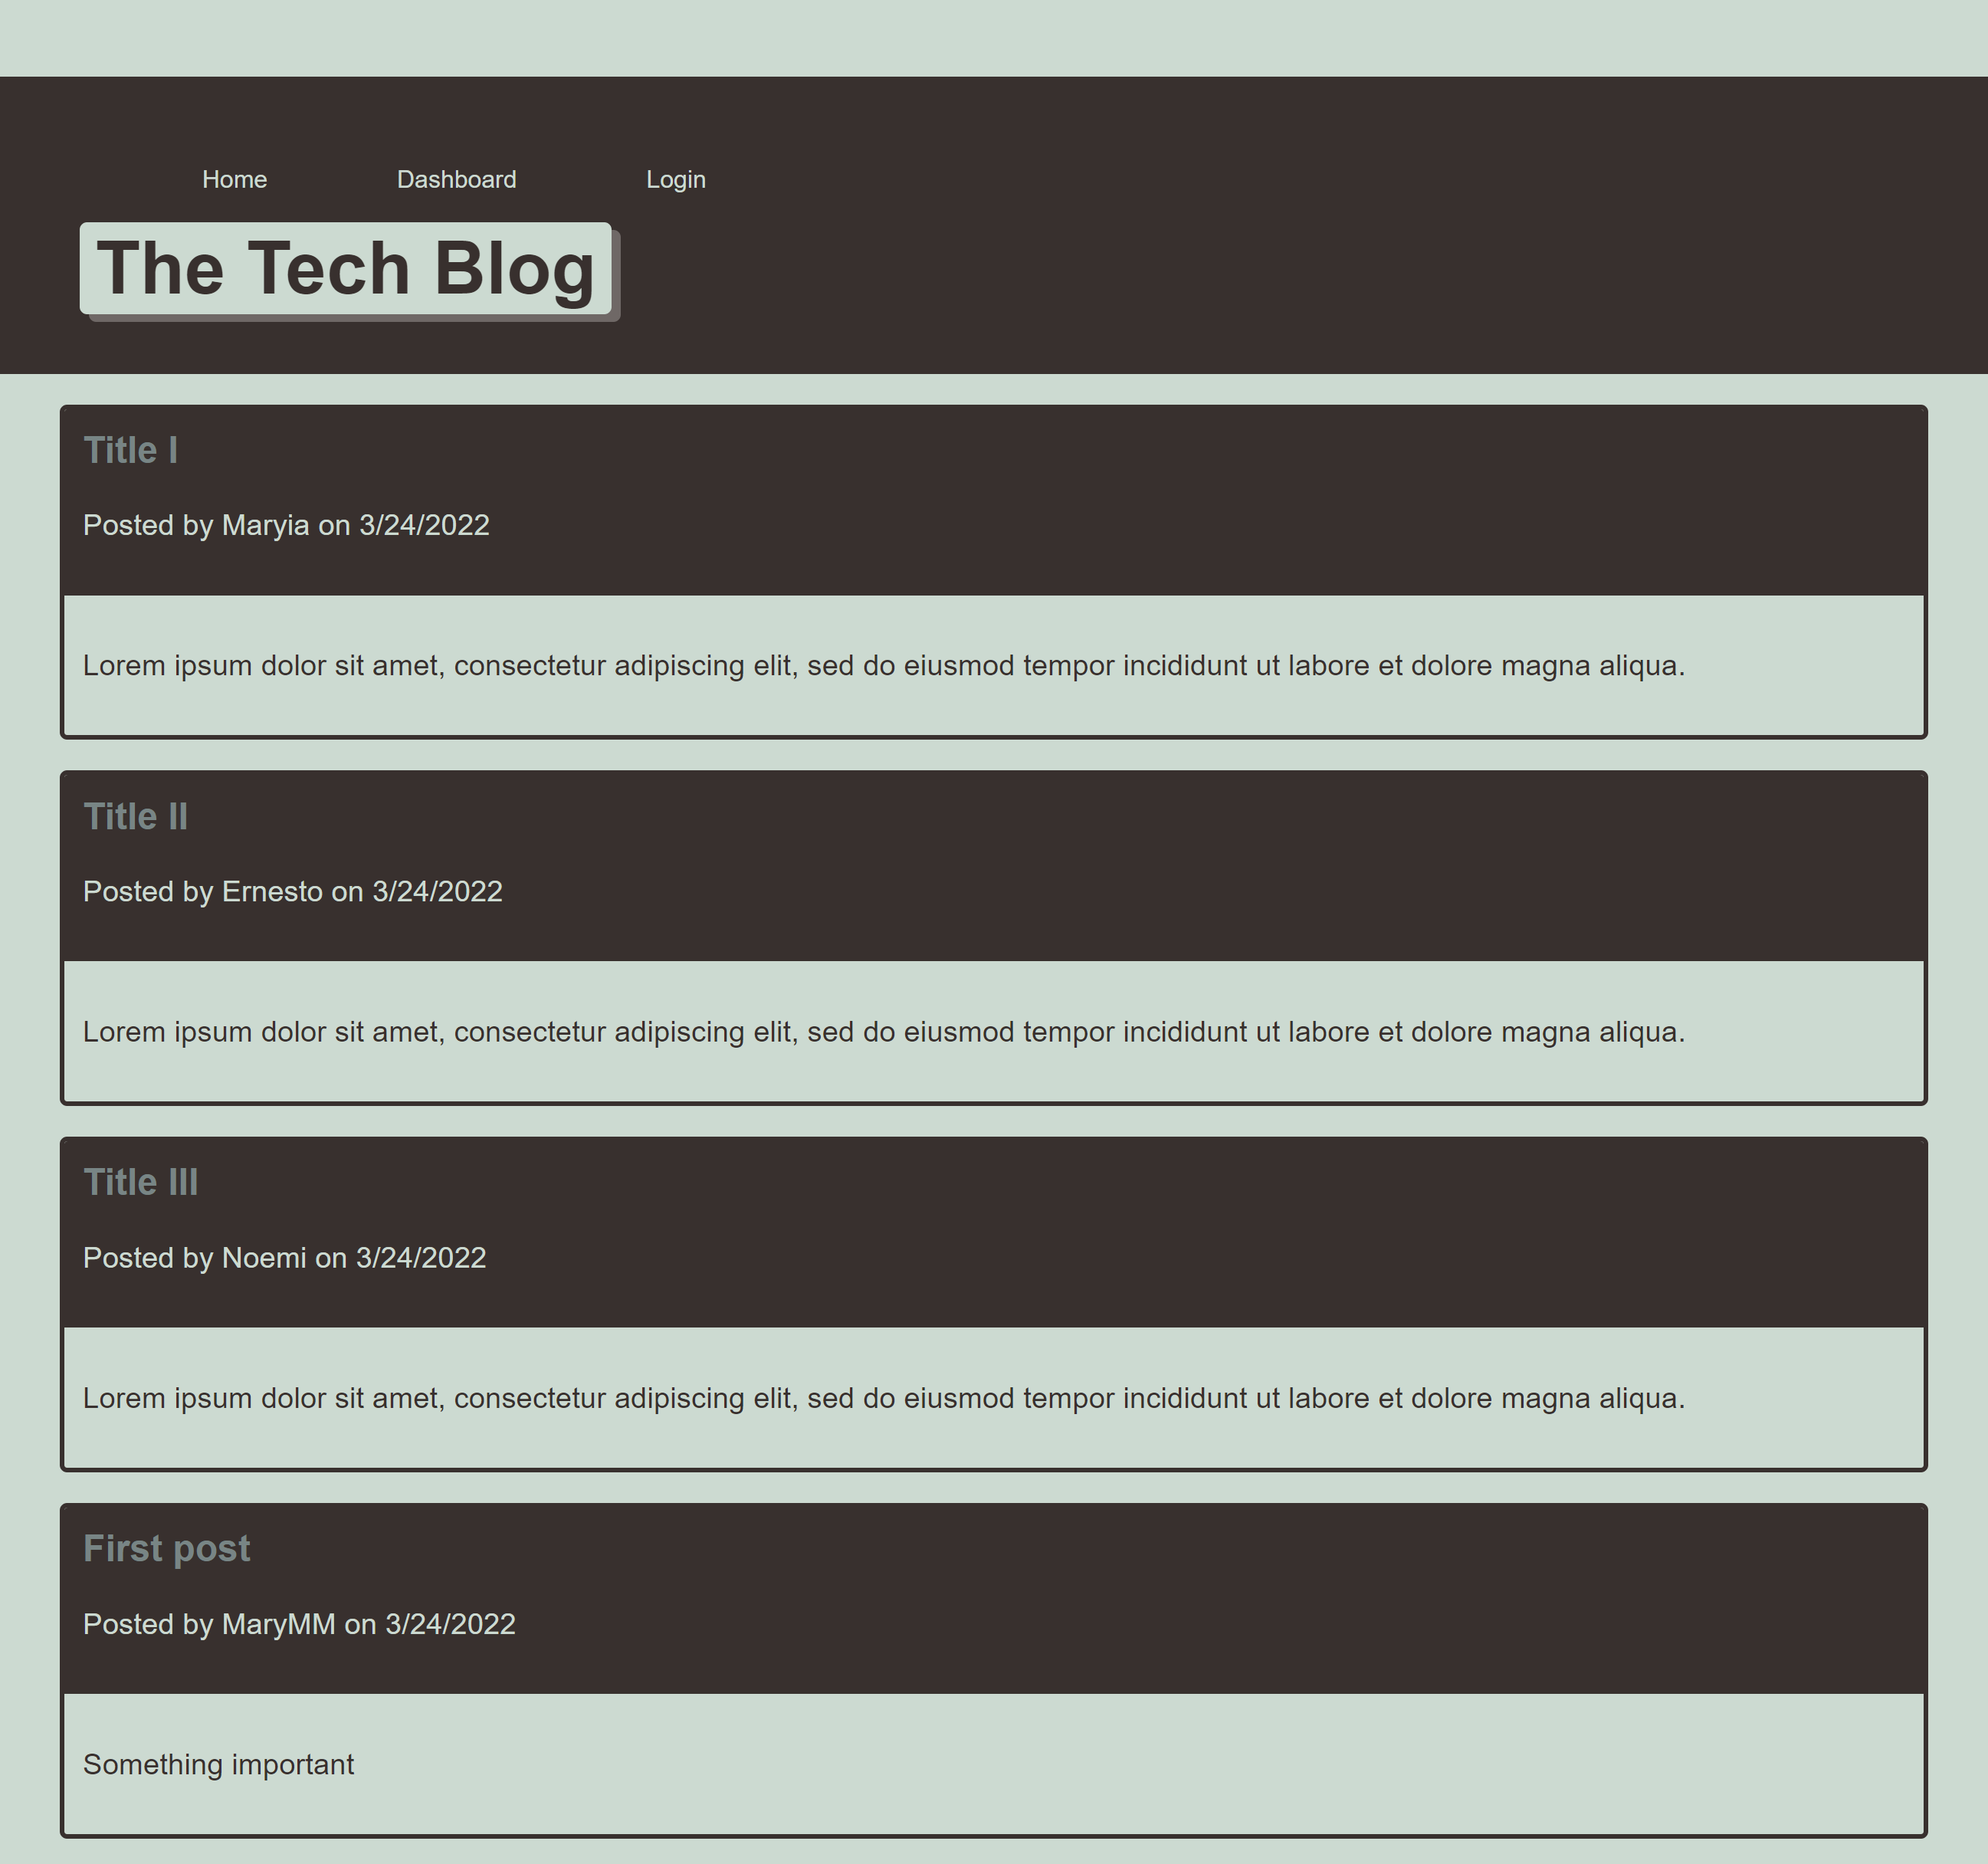 Home Dashboard Login
The Tech Blog
Title I
Posted by Maryia on 3/24/2022
Lorem ipsum dolor sit amet, consectetur adipiscing elit, sed do eiusmod tempor incididunt ut labore et dolore magna aliqua.
Title II
Posted by Ernesto on 3/24/2022
Lorem ipsum dolor sit amet, consectetur adipiscing elit, sed do eiusmod tempor incididunt ut labore et dolore magna aliqua.
Title III
Posted by Noemi on 3/24/2022
Lorem ipsum dolor sit amet, consectetur adipiscing elit, sed do eiusmod tempor incididunt ut labore et dolore magna aliqua.
First post
Posted by MaryMM on 3/24/2022
Something important